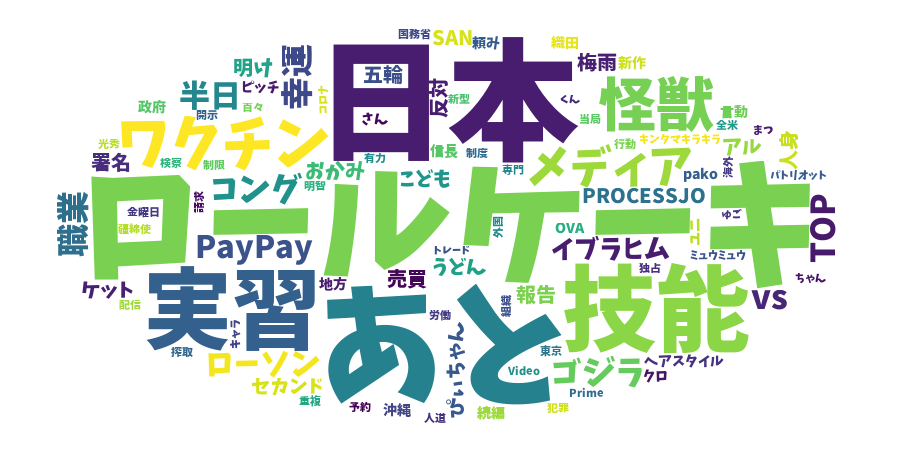 国務省
SAN
頼み
織田
明け
幸運
日本
五輪
さん
反対
新型
くん
梅雨
新作
政府
半日
ピッチ
百々
開示
コロナ
怪獣
当局
言動
全米
まつ
光秀
ワクチン
署名
検察
制限
有力
信長
制度
行動
キンタマキラキラ
アル
人身
おかみ
明智
こども
専門
メディア
pako
海外
パトリオット
職業
金曜日
請求
コング
PROCESSJO
ゆこ
TOP
ロールケーキ
外国
OVA
ユニ
PayPay
トレード
うどん
イブラヒム
独占
ミュウミュウ
ケット
配信
実習
地方
売買
報告
技能
VS
ちゃん
キャラ
搾取
あと
労働
組織
ローソン
セカンド
重複
ぴぃちゃん
東京
Video
ゴジラ
ヘアスタイル
クロ
Prime
予約
沖縄
人道
続編
犯罪